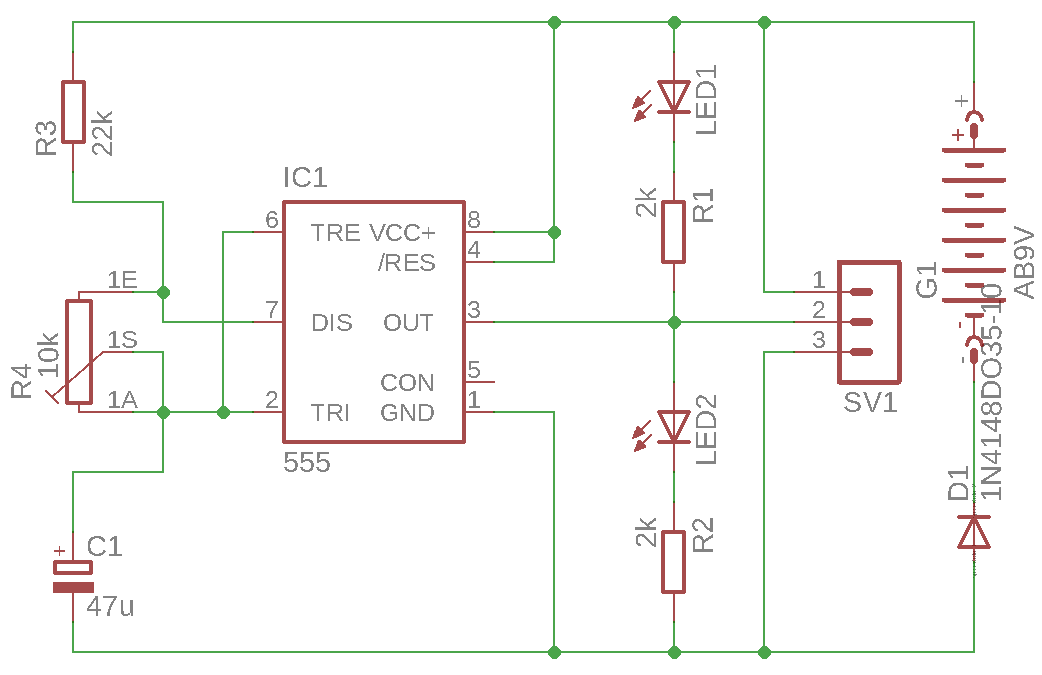 LED1
+
+
R3
22k
IC1
2k
R1
6
TRE
VCC+
8
/RES
4
1E
1
G1
AB9V
7
DIS
OUT
3
2
1S
3
-
-
R4
10k
CON
5
1A
2
TRI
GND
1
SV1
LED2
555
D1
1N4148DO35-10
2k
R2
+
C1
47u